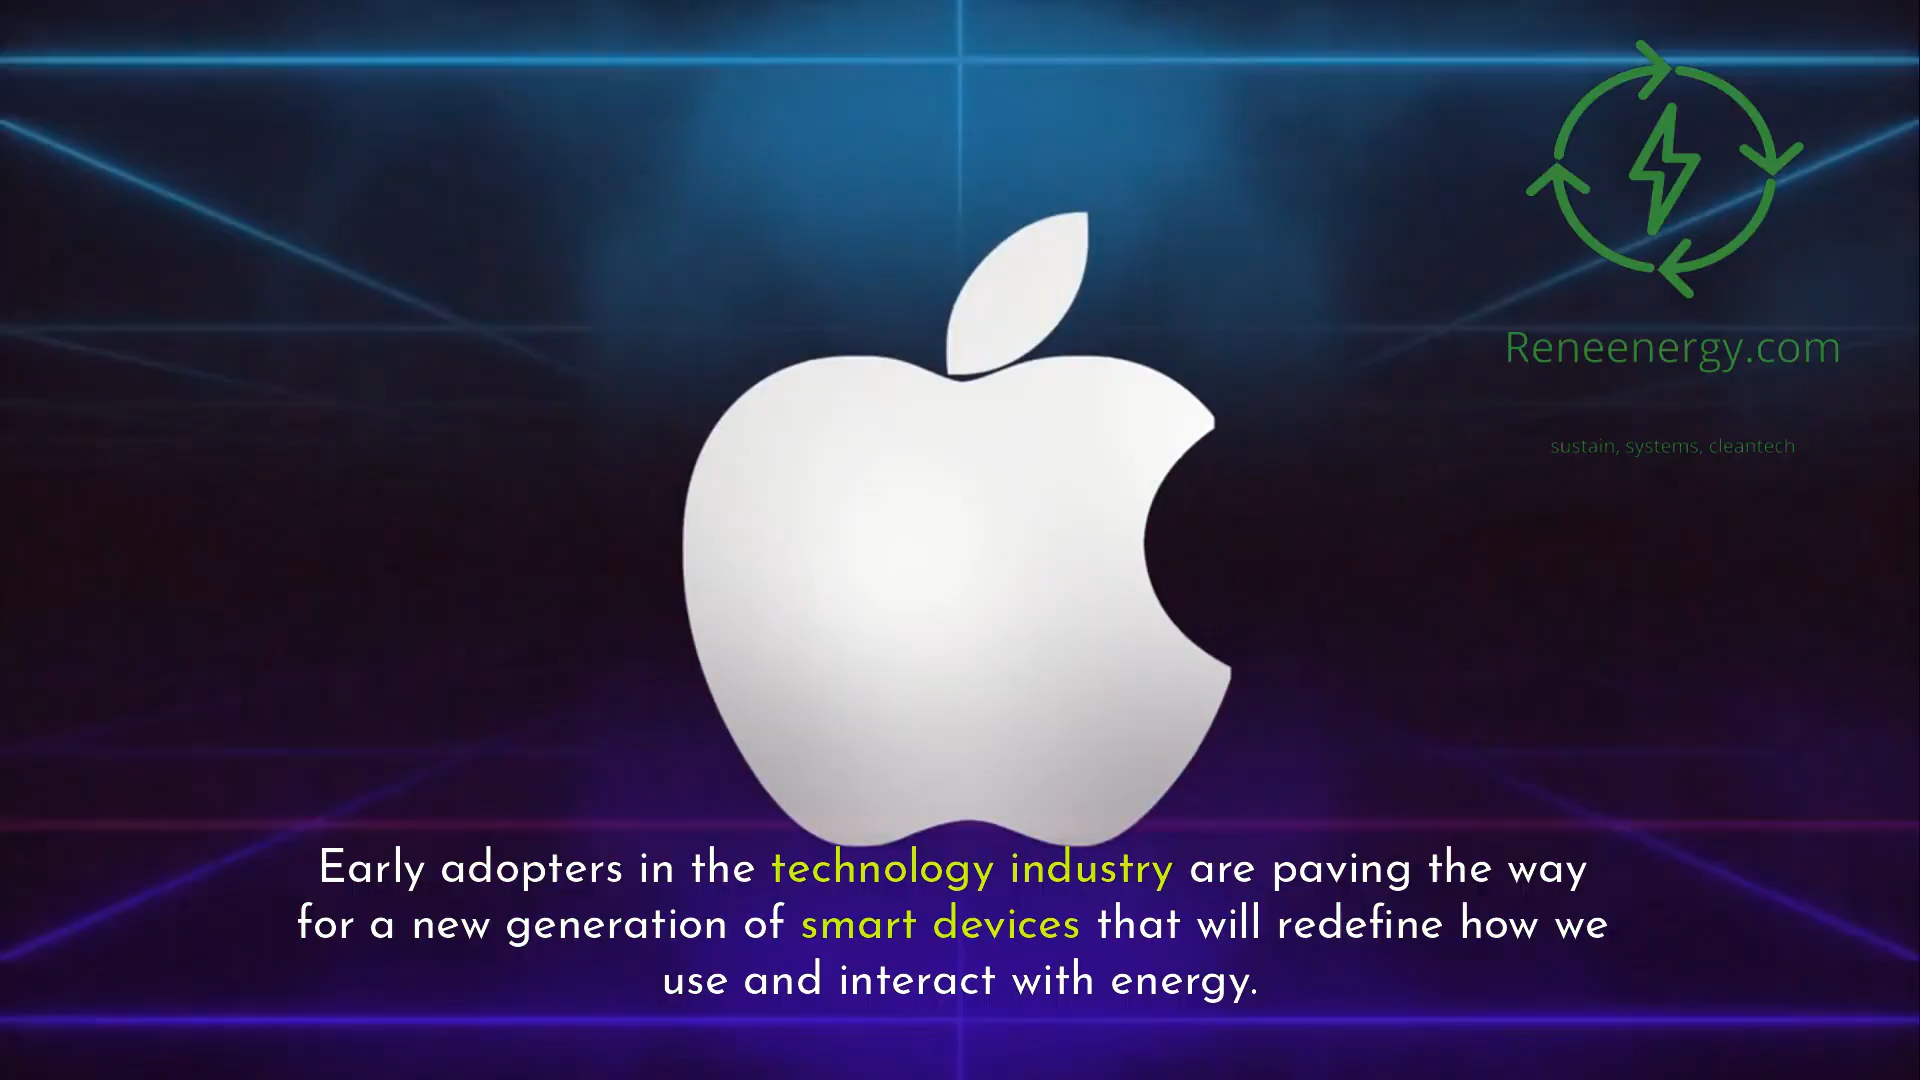 Reneenergy.com
sustain, systems, cleantech
Early adopters in the technology industry are paving the way
for a new generation of smart devices that will redefine how we
use and interact with energy.